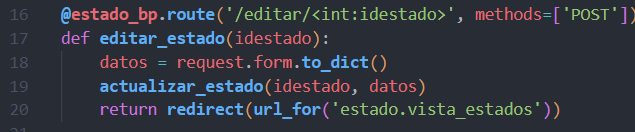 16 @estado_bp.route('/editar/<int:idestado>', methods=['POST'])
17 def editar_estado(idestado):
18     datos = request.form.to_dict()
19     actualizar_estado(idestado, datos)
20     return redirect(url_for('estado.vista_estados'))